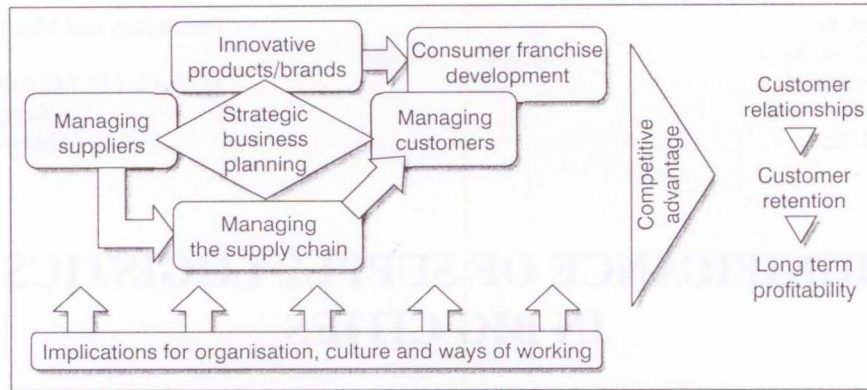 Innovative
products/brands
Consumer franchise
development
Managing
suppliers
Strategic
business
planning
Managing
customers
Managing
the supply chain
Implications for organisation, culture and ways of working
Competitive
advantage
Customer
relationships
Customer
retention
Long term
profitability